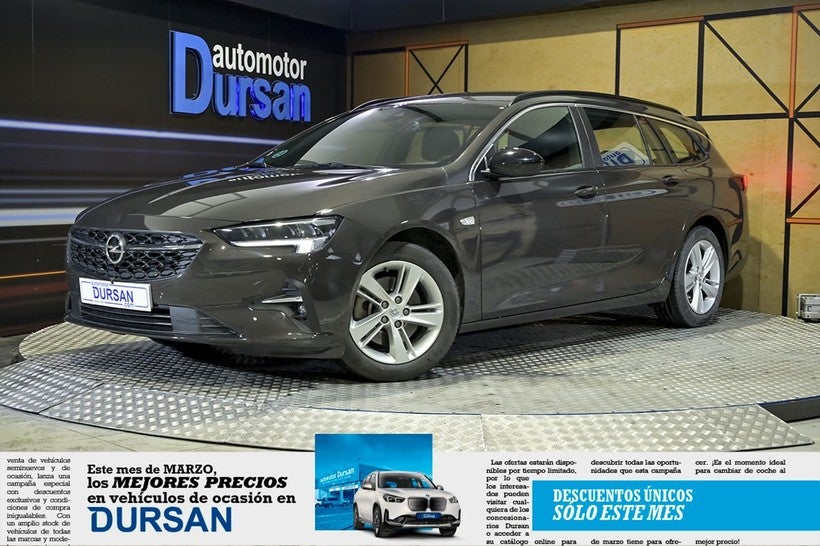 automotor
Dursan
automotor
DURSAN
.com
venta de vehículos
seminuevos y de
ocasión, lanza una
campaña especial
con descuentos
exclusivos y condi-
ciones de compra
inigualables. Con
un amplio stock de
vehículos de todas
las marcas y mode-
Este mes de MARZO,
los MEJORES PRECIOS
en vehículos de ocasión en
DURSAN
automotor Dursan
Las ofertas estarán dispo-
nibles por tiempo limitado,
por lo que
los interesa-
dos pueden
visitar cual-
quiera de los
concesiona-
rios Dursan
o acceder a
su catálogo online para
descubrir todas las oportu-
nidades que esta campaña
de marzo tiene para ofre-
cer. ¡Es el momento ideal
para cambiar de coche al
mejor precio!
DESCUENTOS ÚNICOS
SÓLO ESTE MES